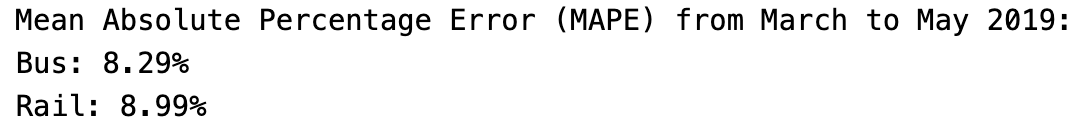 Mean Absolute Percentage Error (MAPE) from March to May 2019:
Bus: 8.29%
Rail: 8.99%